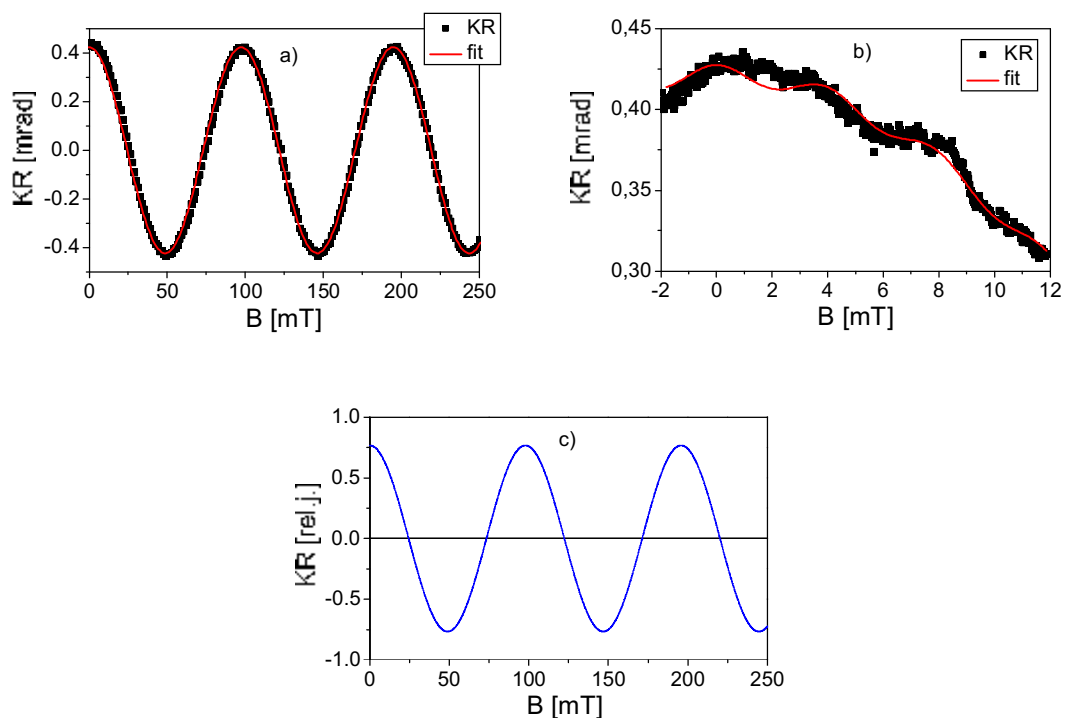 0.4
0.2
0.0
-0.2
-0.4
KR [mrad]
a)
KR
fit
0 50 100 150 200 250
B [mT]
0,45
0,40
0,35
0,30
KR [mrad]
b)
KR
fit
-2 0 2 4 6 8 10 12
B [mT]
1.0
0.5
0.0
-0.5
-1.0
KR [rel.j.]
c)
0 50 100 150 200 250
B [mT]